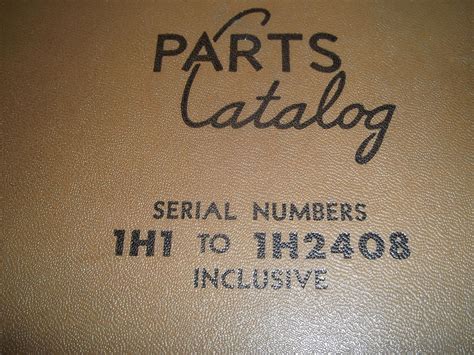 PARTS
Catalog
SERIAL NUMBERS
1H1 TO 1H2408
INCLUSIVE